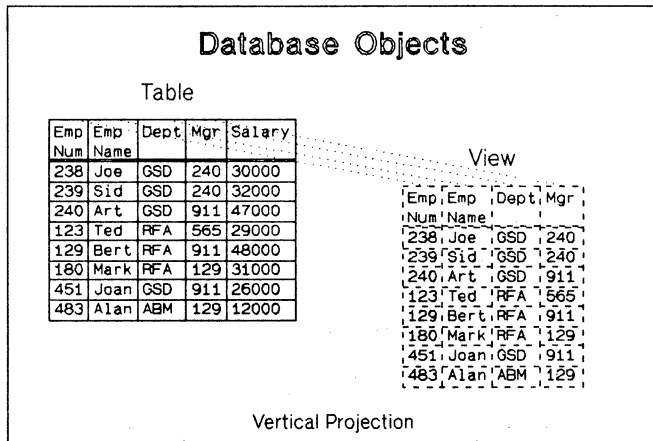 Database Objects
Table
Emp Emp Dept Mgr Salary
Num Name
238 Joe GSD 240 30000
239 Sid GSD 240 32000
240 Art GSD 911 47000
123 Ted RFA 565 29000
129 Bert RFA 911 48000
180 Mark RFA 129 31000
451 Joan GSD 911 26000
483 Alan ABM 129 12000
View
Emp Emp Dept Mgr
Num Name
238 Joe GSD 240
239 Sid GSD 240
240 Art GSD 911
123 Ted RFA 565
129 Bert RFA 911
180 Mark RFA 129
451 Joan GSD 911
483 Alan ABM 129
Vertical Projection